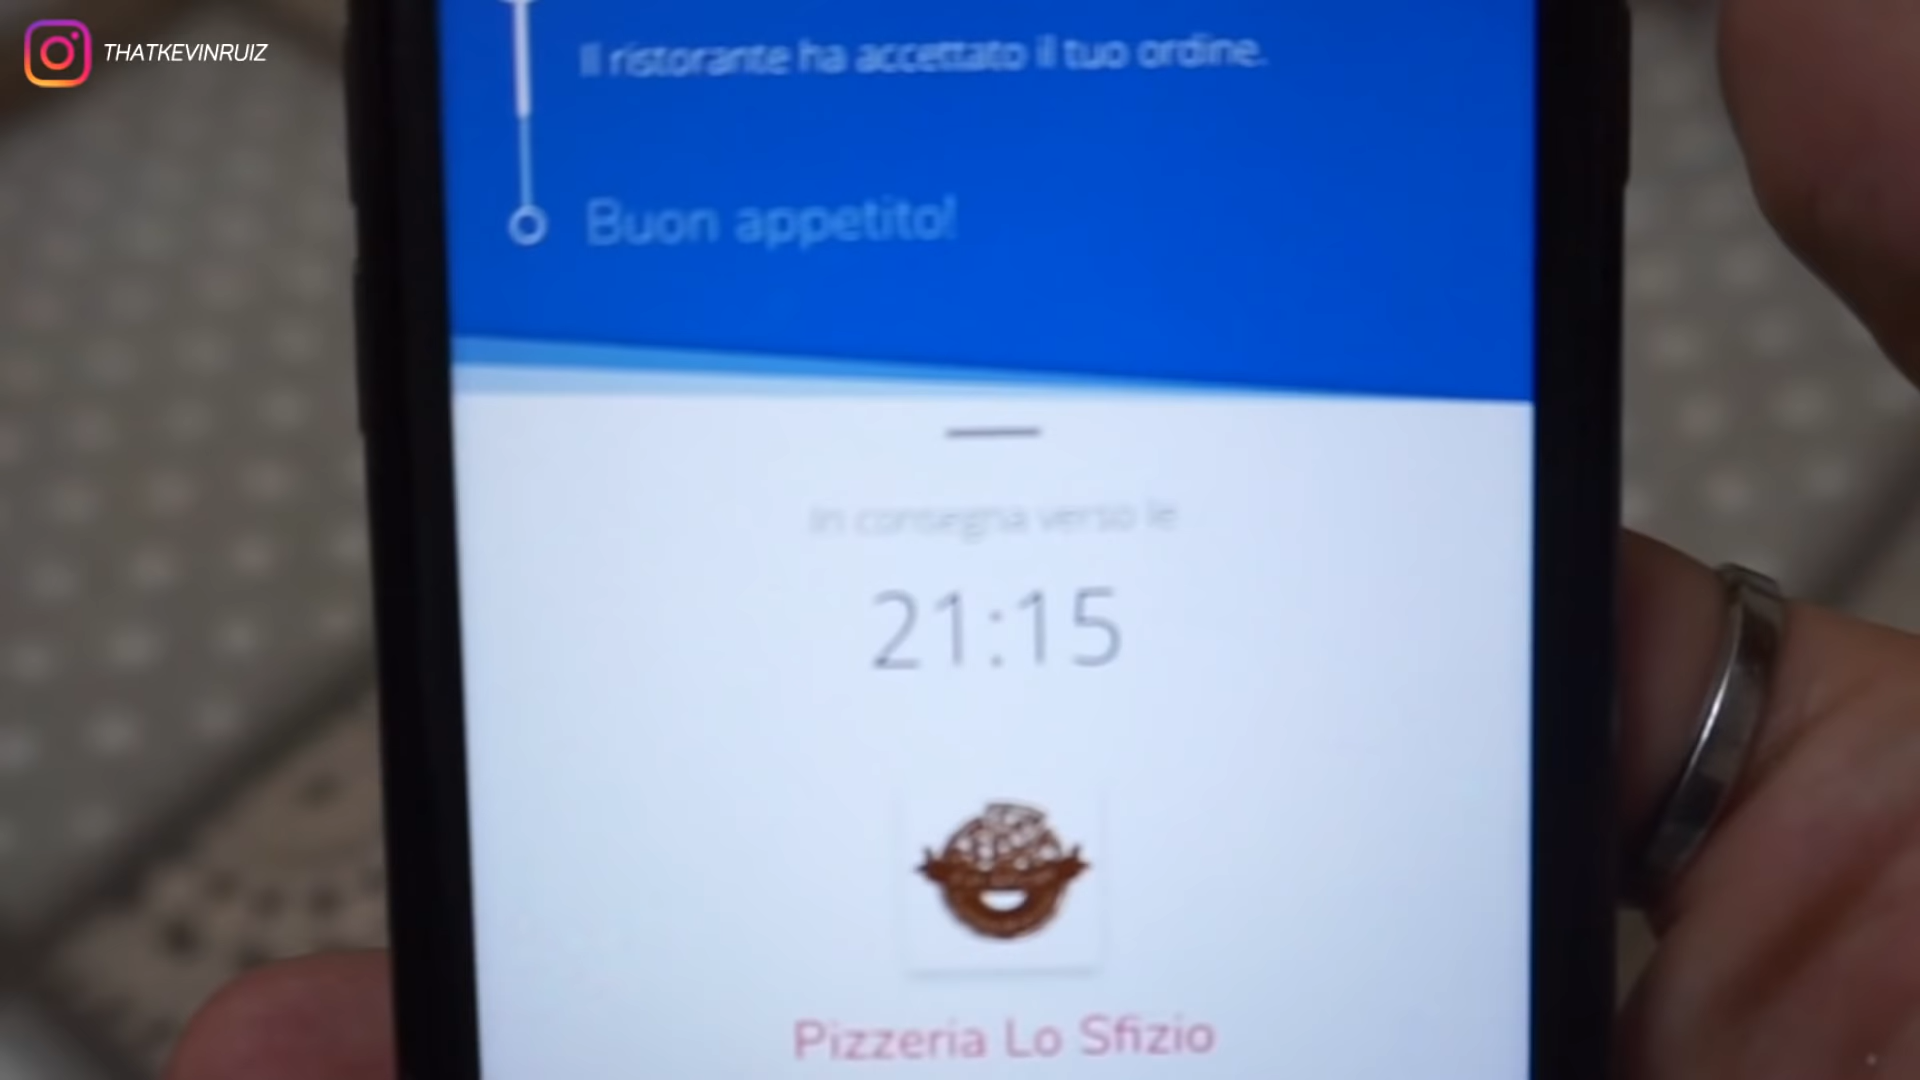 THATKEVINRUIZ
Il ristorante ha accettato il tuo ordine.
Buon appetito!
In consegna verso le
21:15
Pizzeria Lo Sfizio